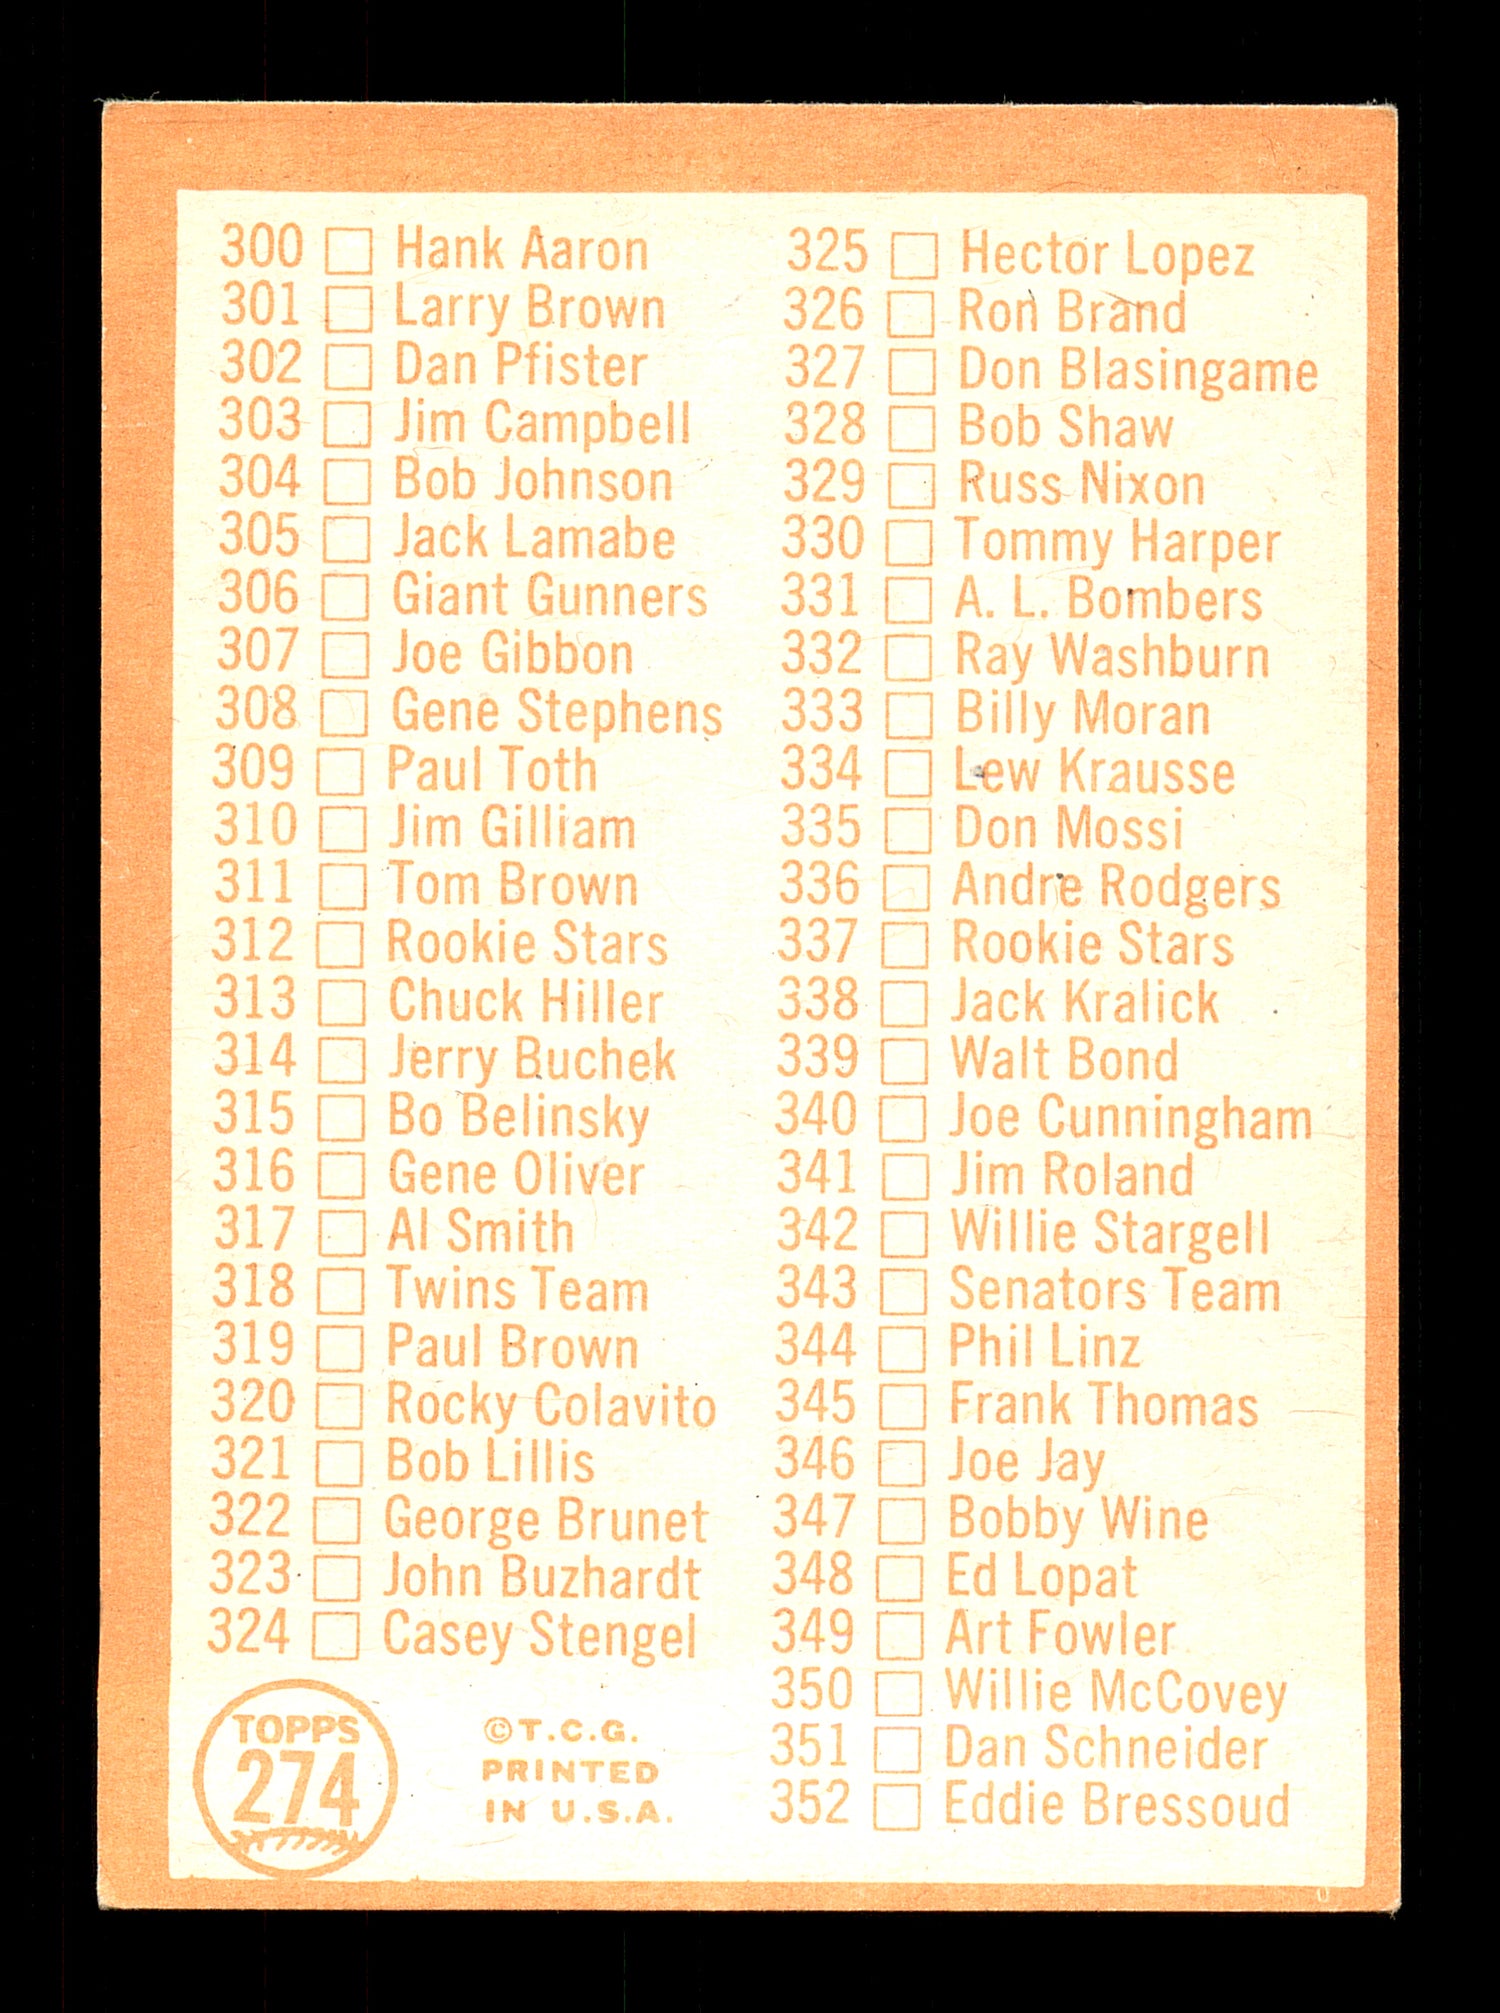 300 Hank Aaron
301 Larry Brown
302 Dan Pfister
303 Jim Campbell
304 Bob Johnson
305 Jack Lamabe
306 Giant Gunners
307 Joe Gibbon
308 Gene Stephens
309 Paul Toth
310 Jim Gilliam
311 Tom Brown
312 Rookie Stars
313 Chuck Hiller
314 Jerry Buchek
315 Bo Belinsky
316 Gene Oliver
317 Al Smith
318 Twins Team
319 Paul Brown
320 Rocky Colavito
321 Bob Lillis
322 George Brunet
323 John Buzhardt
324 Casey Stengel
TOPPS
274
©T.C.G.
PRINTED
IN U.S.A.
325 Hector Lopez
326 Ron Brand
327 Don Blasingame
328 Bob Shaw
329 Russ Nixon
330 Tommy Harper
331 A. L. Bombers
332 Ray Washburn
333 Billy Moran
334 Lew Krausse
335 Don Mossi
336 Andre Rodgers
337 Rookie Stars
338 Jack Kralick
339 Walt Bond
340 Joe Cunningham
341 Jim Roland
342 Willie Stargell
343 Senators Team
344 Phil Linz
345 Frank Thomas
346 Joe Jay
347 Bobby Wine
348 Ed Lopat
349 Art Fowler
350 Willie McCovey
351 Dan Schneider
352 Eddie Bressoud